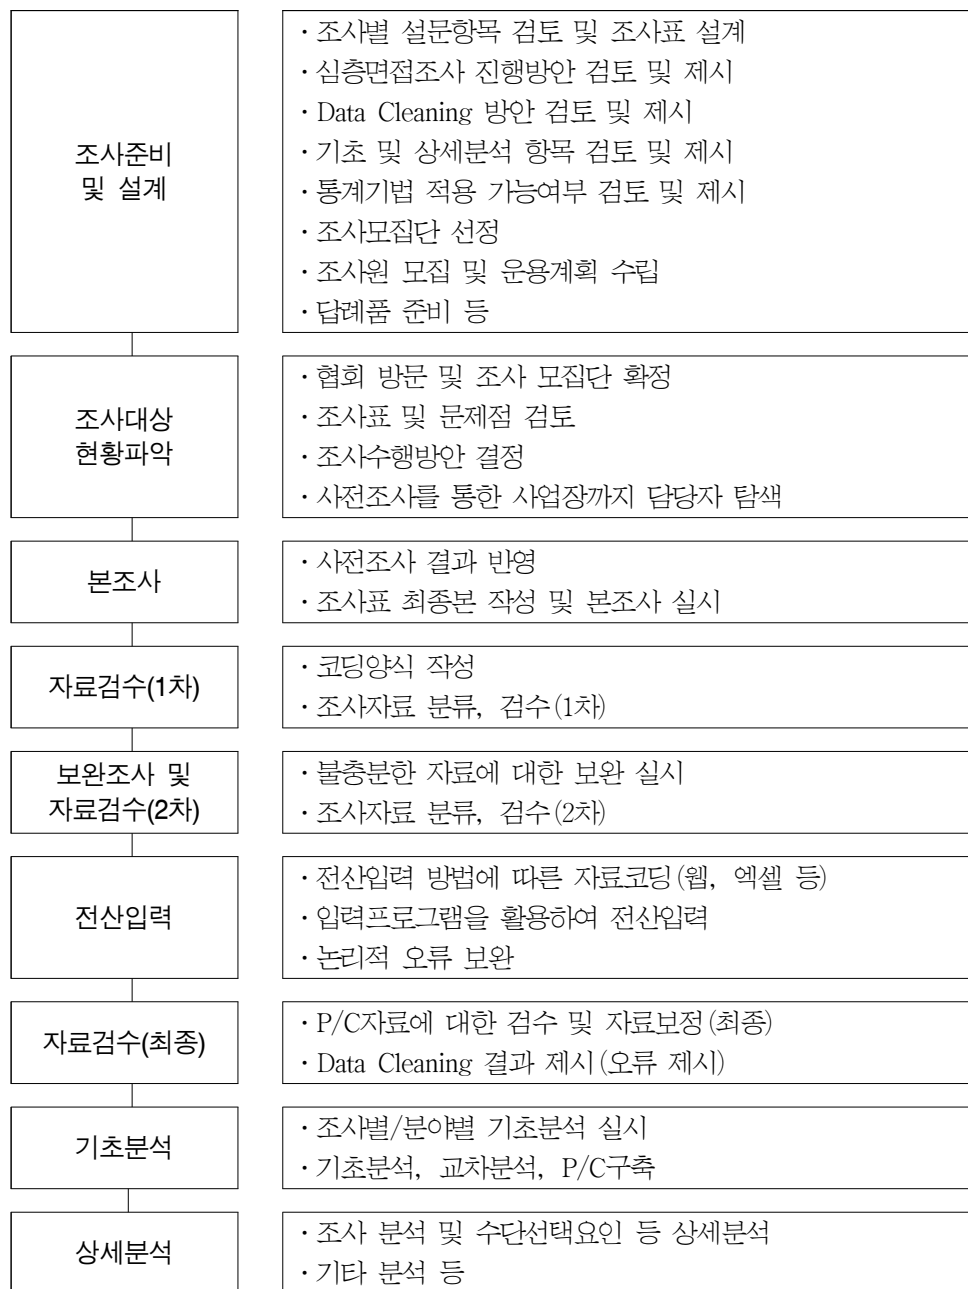 조사준비
및 설계
·조사별 설문항목 검토 및 조사표 설계
·심층면접조사 진행방안 검토 및 제시
·Data Cleaning 방안 검토 및 제시
·기초 및 상세분석 항목 검토 및 제시
·통계기법 적용 가능여부 검토 및 제시
·조사모집단 선정
·조사원 모집 및 운용계획 수립
·답례품 준비 등
조사대상
현황파악
·협회 방문 및 조사 모집단 확정
·조사표 및 문제점 검토
·조사수행방안 결정
·사전조사를 통한 사업장까지 담당자 탐색
본조사
·사전조사 결과 반영
·조사표 최종본 작성 및 본조사 실시
자료검수(1차)
·코딩양식 작성
·조사자료 분류, 검수(1차)
보완조사 및
자료검수(2차)
·불충분한 자료에 대한 보완 실시
·조사자료 분류, 검수(2차)
전산입력
·전산입력 방법에 따른 자료코딩(웹, 엑셀 등)
·입력프로그램을 활용하여 전산입력
·논리적 오류 보완
자료검수(최종)
·P/C자료에 대한 검수 및 자료보정(최종)
·Data Cleaning 결과 제시(오류 제시)
기초분석
·조사별/분야별 기초분석 실시
·기초분석, 교차분석, P/C구축
상세분석
·조사 분석 및 수단선택요인 등 상세분석
·기타 분석 등